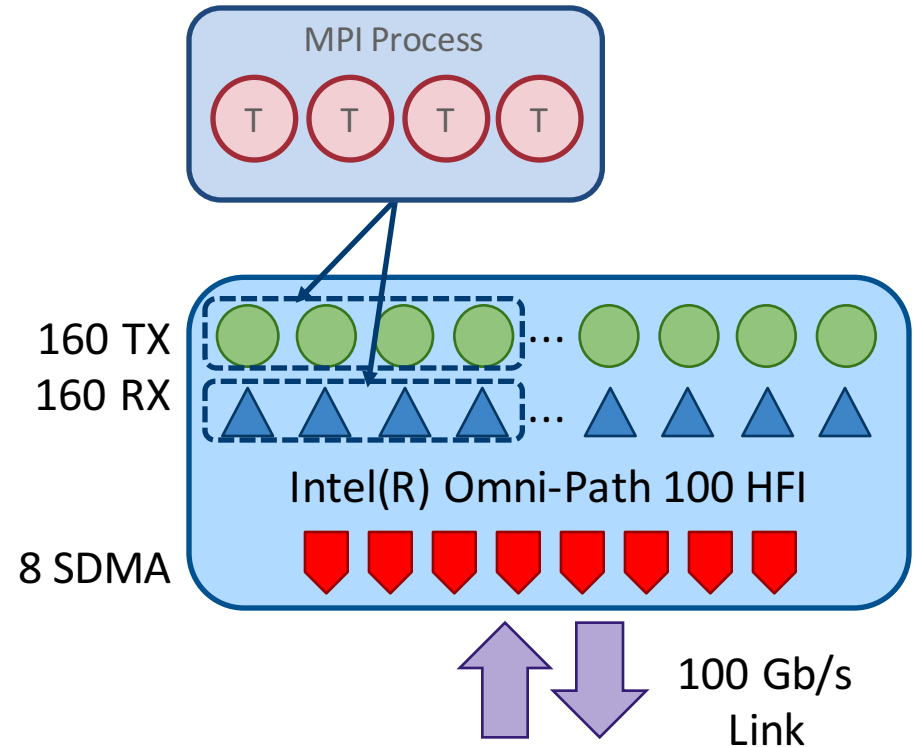 MPI Process
T T T T
160 TX
...
160 RX
...
Intel(R) Omni-Path 100 HFI
8 SDMA
100 Gb/s
Link